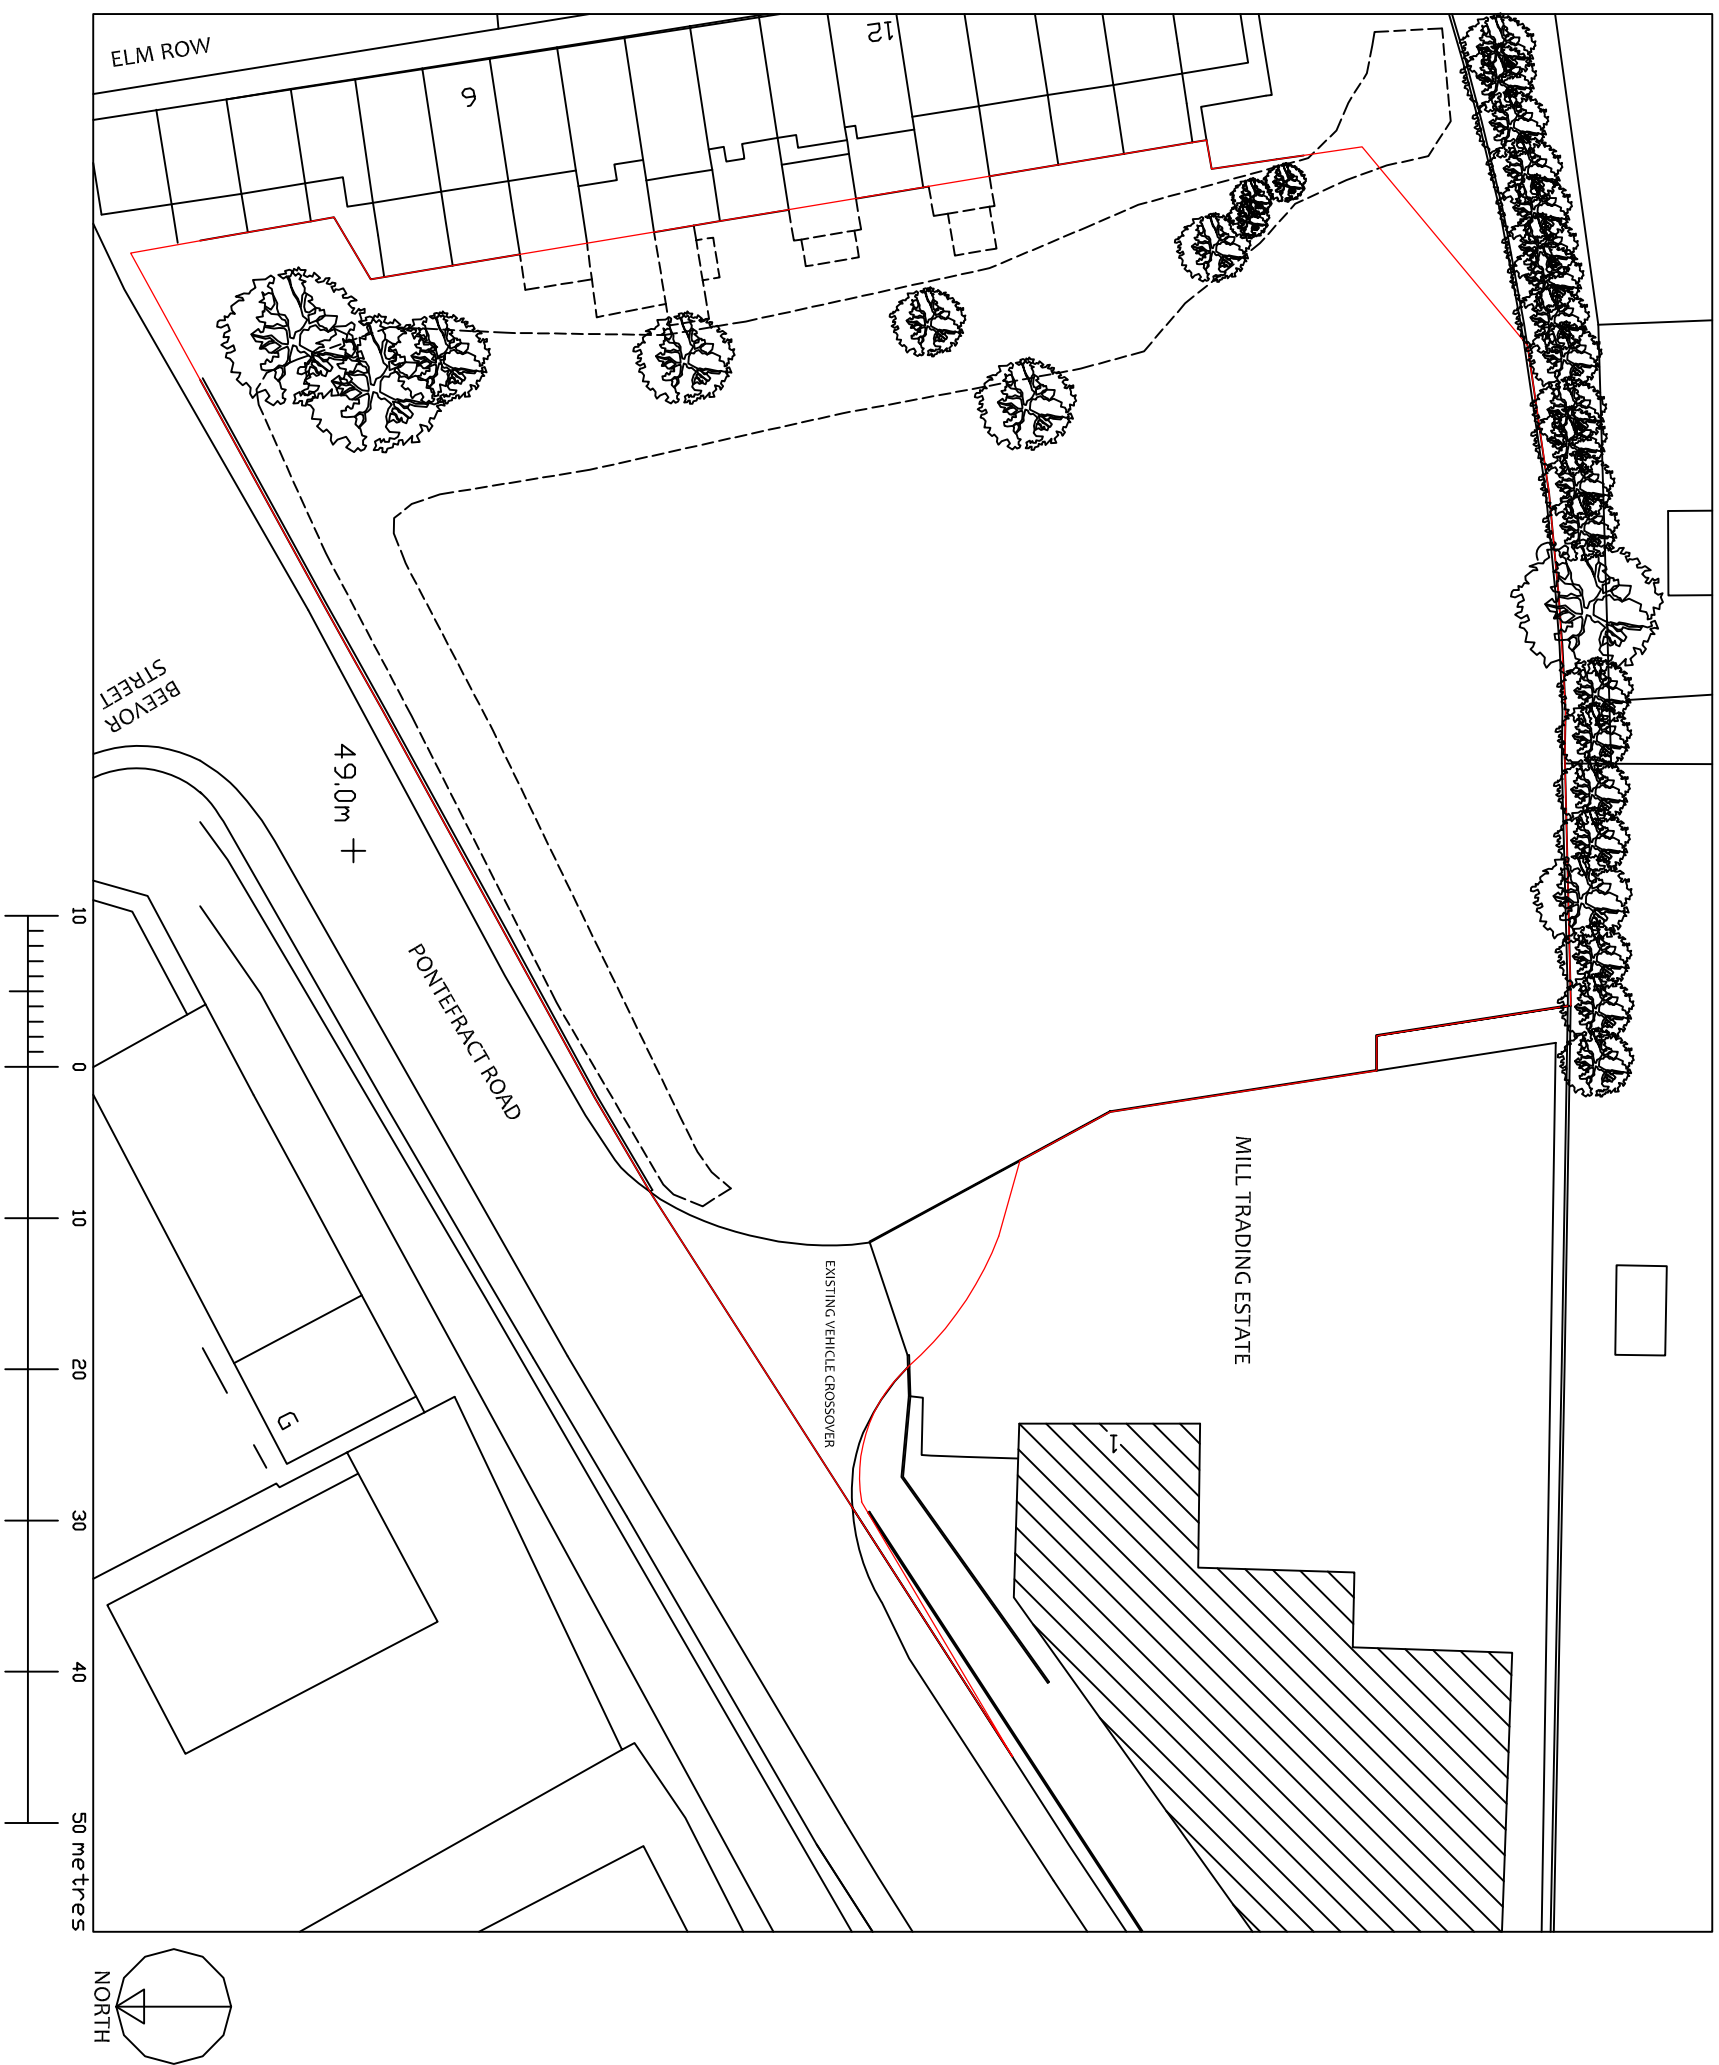 ELM ROW
9
12
BEEVOR
STREET
49.0m
PONTEFRACT ROAD
EXISTING VEHICLE CROSSOVER
MILL TRADING ESTATE
1
G
10 0 10 20 30 40 50 metres
NORTH